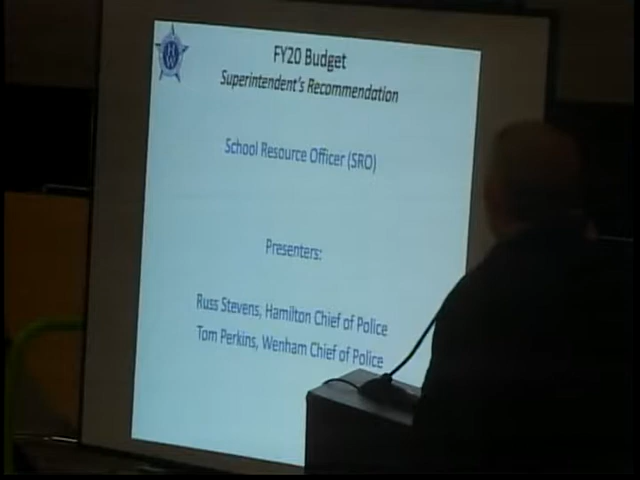 FY20 Budget
Superintendent's Recommendation
School Resource Officer (SRO)
Presenters:
Russ Stevens, Hamilton Chief of Police
Tom Perkins, Wenham Chief of Police